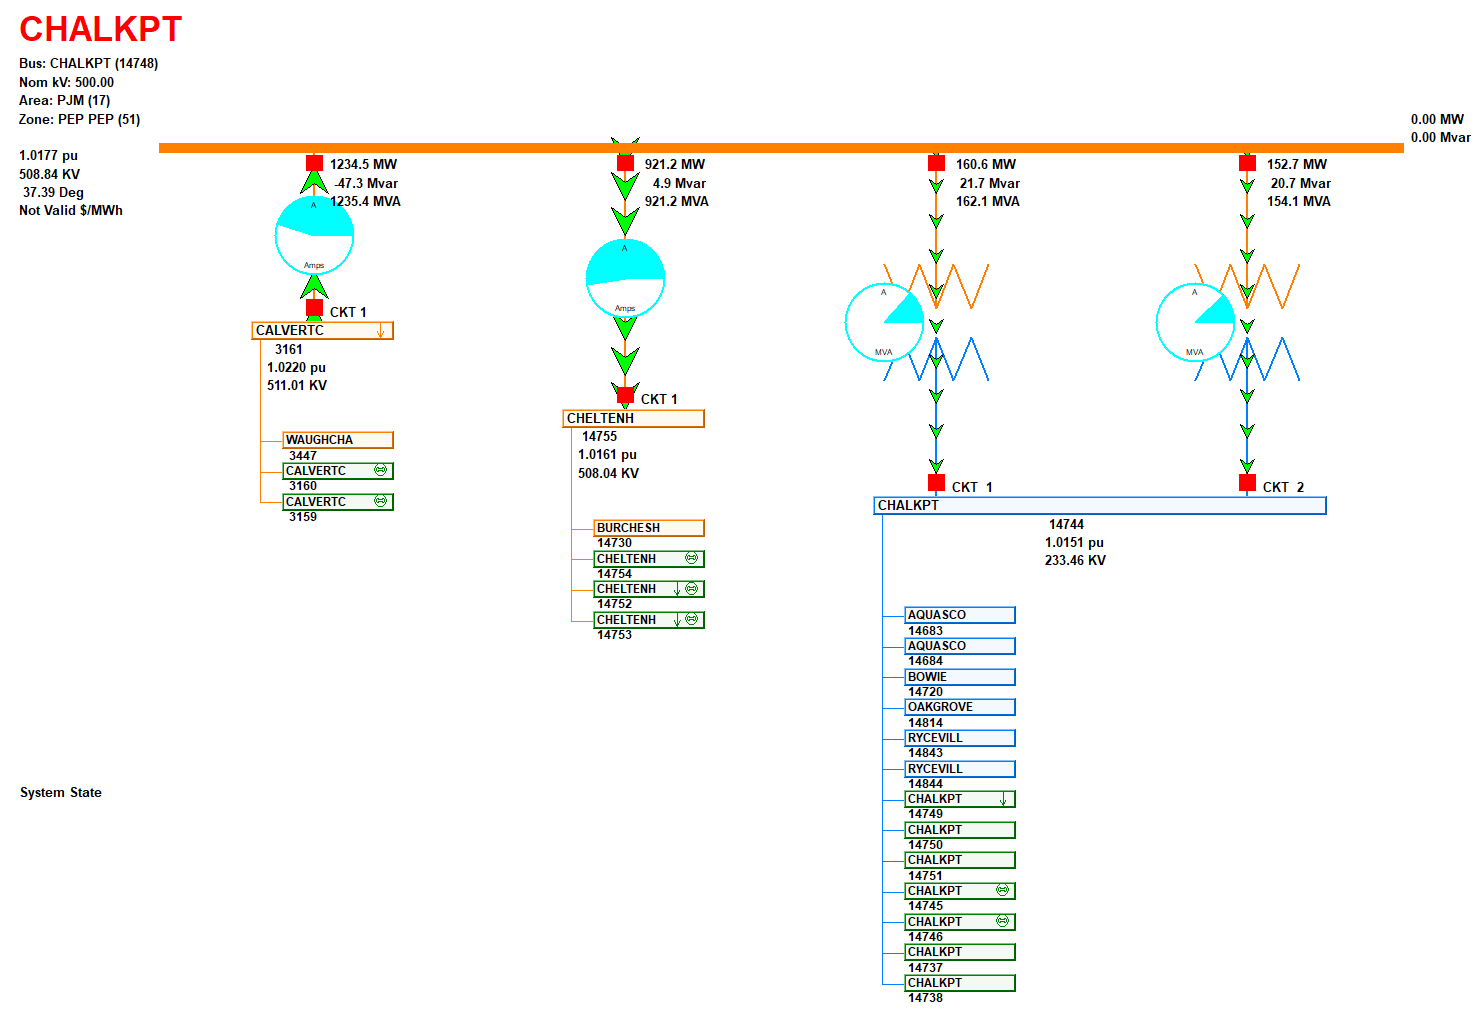 CHALKPT
Bus: CHALKPT (14748)
Nom kV: 500.00
Area: PJM (17)
Zone: PEP PEP (51)
0.00 MW
0.00 Mvar
1.0177 pu
508.84 KV
37.39 Deg
Not Valid $/MWh
1234.5 MW
-47.3 Mvar
1235.4 MVA
A
Amps
CKT 1
CALVERTC
3161
1.0220 pu
511.01 KV
WAUGHCHA
3447
CALVERTC
3160
CALVERTC
3159
921.2 MW
4.9 Mvar
921.2 MVA
A
Amps
CKT 1
CHELTENH
14755
1.0161 pu
508.04 KV
BURCHESH
14730
CHELTENH
14754
CHELTENH
14752
CHELTENH
14753
160.6 MW
21.7 Mvar
162.1 MVA
A
MVA
CKT 1
152.7 MW
20.7 Mvar
154.1 MVA
A
MVA
CKT 2
CHALKPT
14744
1.0151 pu
233.46 KV
AQUASCO
14683
AQUASCO
14684
BOWIE
14720
OAKGROVE
14814
RYCEVILL
14843
RYCEVILL
14844
CHALKPT
14749
CHALKPT
14750
CHALKPT
14751
CHALKPT
14745
CHALKPT
14746
CHALKPT
14737
CHALKPT
14738
System State